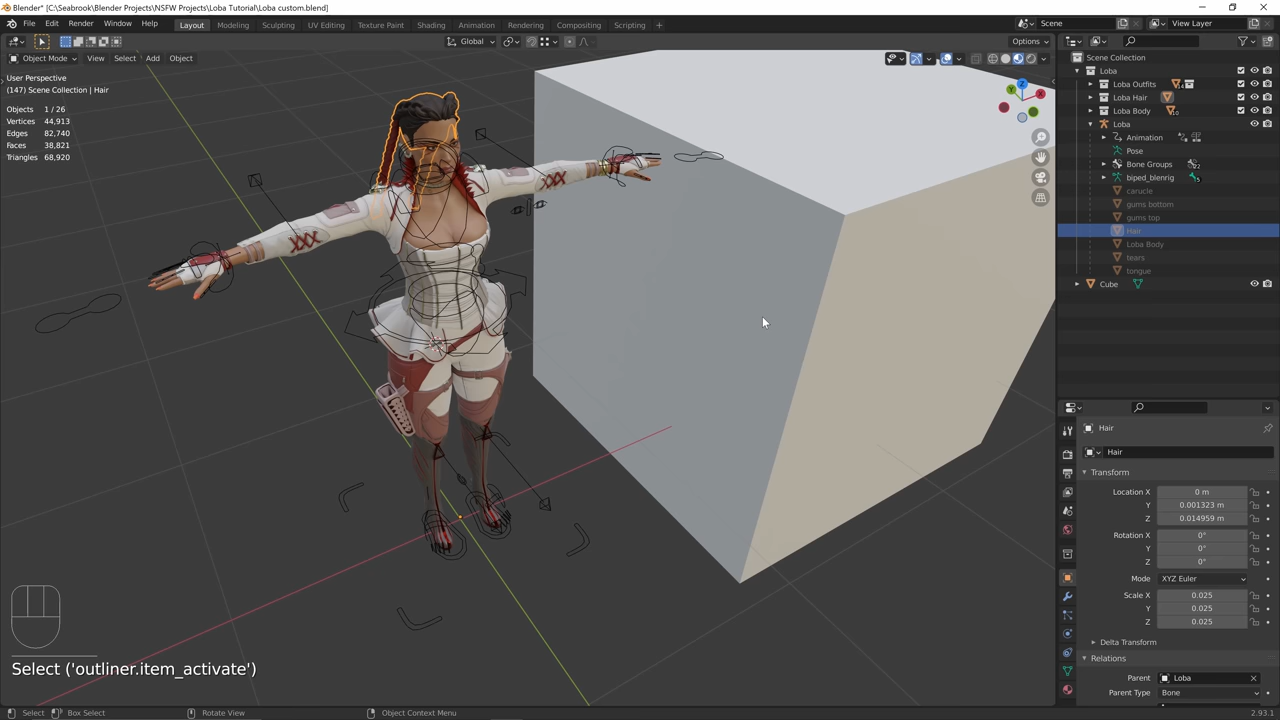 Blender* [C:\Seabrook\Blender Projects\NSFW Projects\Loba Tutorial\Loba custom.blend]
File Edit Render Window Help Layout Modeling Sculpting UV Editing Texture Paint Shading Animation Rendering Compositing Scripting + Scene View Layer
Global Options
Object Mode View Select Add Object
User Perspective
(147) Scene Collection | Hair
Objects 1 / 26
Vertices 44,913
Edges 82,740
Faces 38,821
Triangles 68,920
Z
Y
X
Select ('outliner.item_activate')
Scene Collection
Loba
Loba Outfits
Loba Hair
Loba Body
Loba
Animation
Pose
Bone Groups
biped_blenrig
carucle
gums bottom
gums top
Hair
Loba Body
tears
tongue
Cube
Hair
Hair
Transform
Location X 0 m
Y 0.001323 m
Z 0.014959 m
Rotation X 0°
Y 0°
Z 0°
Mode XYZ Euler
Scale X 0.025
Y 0.025
Z 0.025
Delta Transform
Relations
Parent Loba
Parent Type Bone
Select Box Select Rotate View Object Context Menu 2.93.1